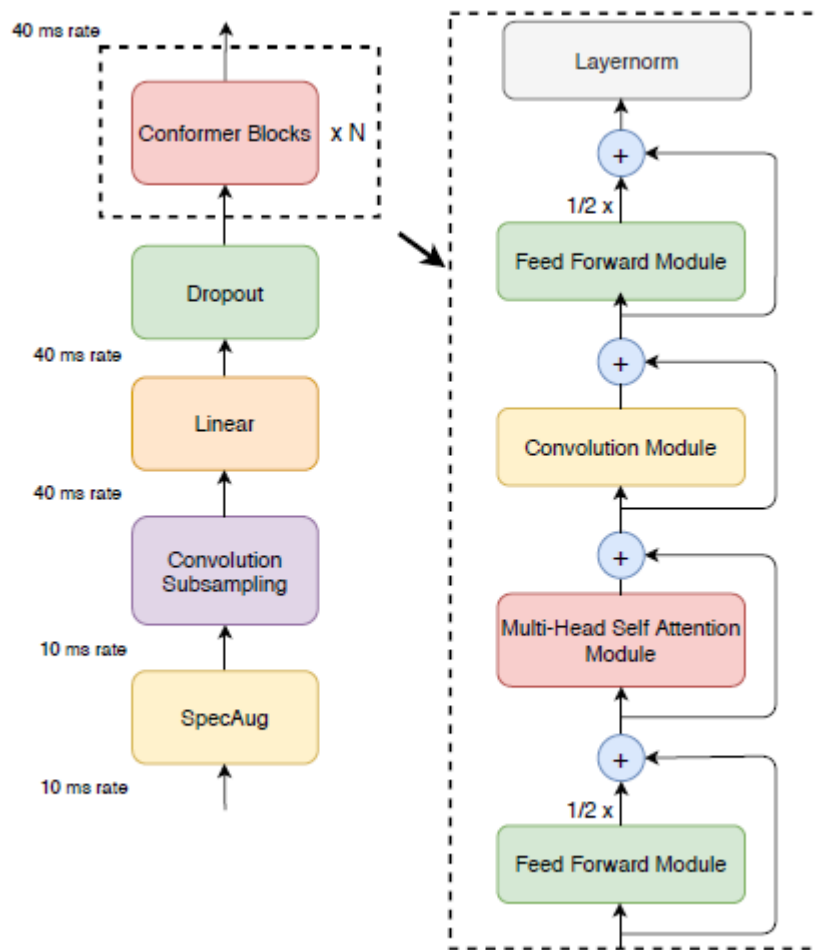 40 ms rate
Conformer Blocks
x N
Dropout
40 ms rate
Linear
40 ms rate
Convolution
Subsampling
10 ms rate
SpecAug
10 ms rate
Layernorm
+
1/2 x
Feed Forward Module
+
Convolution Module
+
Multi-Head Self Attention
Module
+
1/2 x
Feed Forward Module